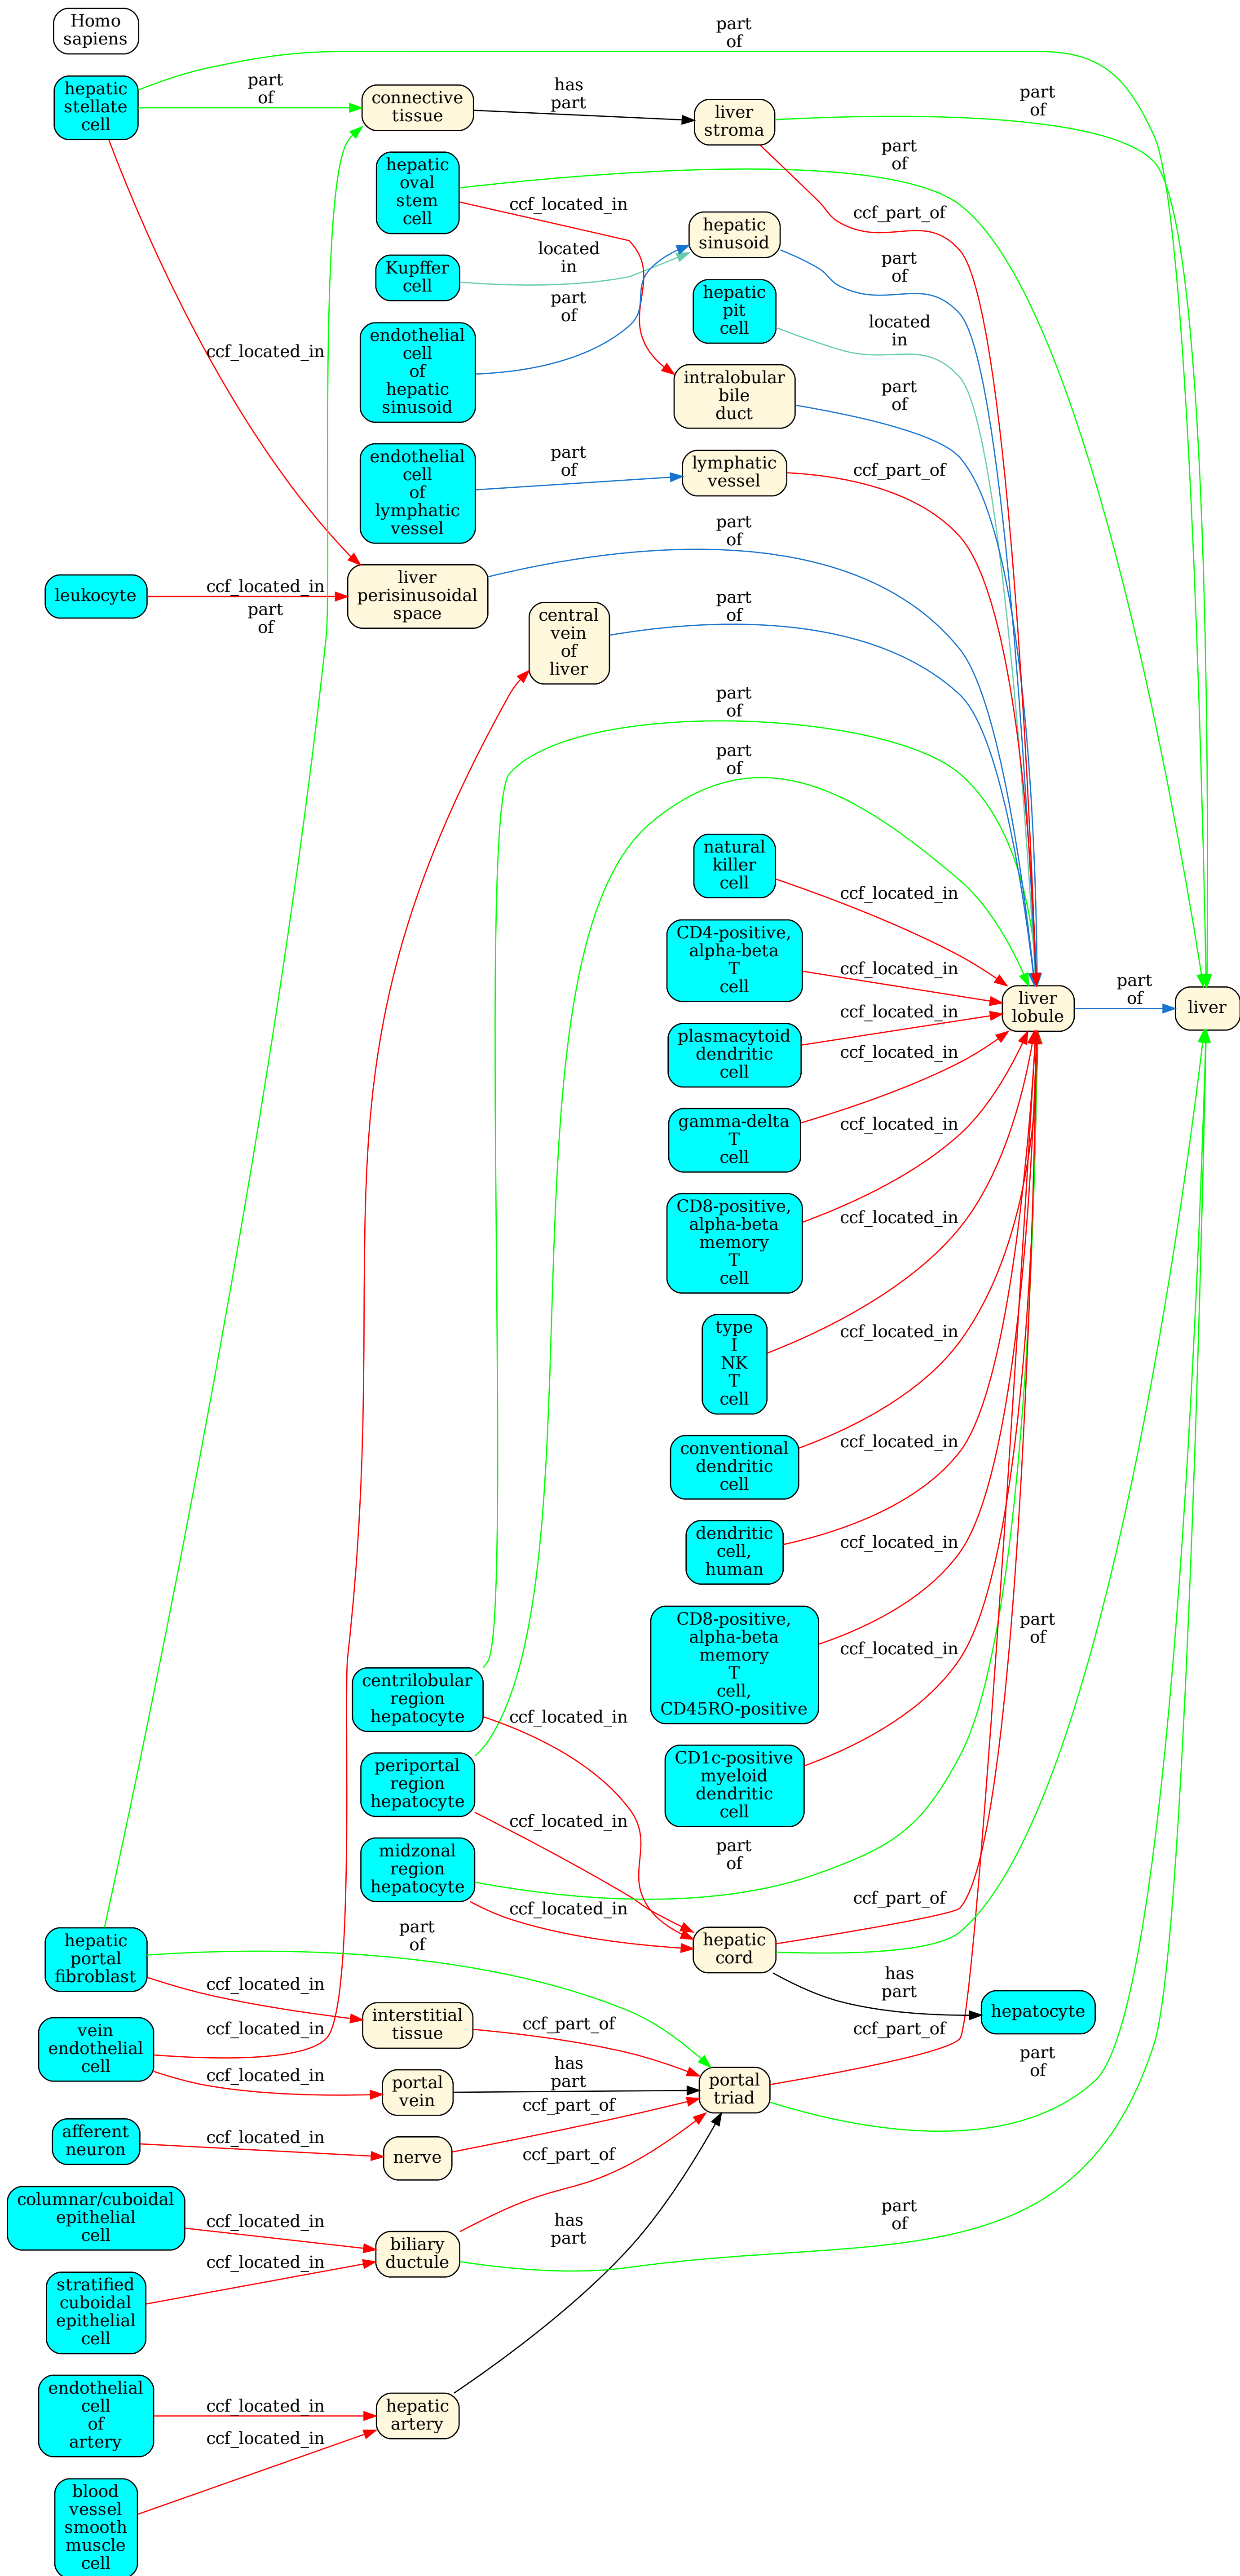 Homo
sapiens
hepatic
stellate
cell
part
of
part
of
connective
tissue
has
part
liver
stroma
part
of
hepatic
oval
stem
cell
part
of
ccf_located_in
ccf_part_of
Kupffer
cell
located
in
hepatic
sinusoid
part
of
endothelial
cell
of
hepatic
sinusoid
part
of
hepatic
pit
cell
located
in
ccf_located_in
intralobular
bile
duct
part
of
endothelial
cell
of
lymphatic
vessel
part
of
lymphatic
vessel
ccf_part_of
leukocyte
ccf_located_in
part
of
liver
perisinusoidal
space
part
of
central
vein
of
liver
part
of
part
of
part
of
natural
killer
cell
ccf_located_in
CD4-positive,
alpha-beta
T
cell
ccf_located_in
plasmacytoid
dendritic
cell
ccf_located_in
liver
lobule
part
of
liver
gamma-delta
T
cell
ccf_located_in
CD8-positive,
alpha-beta
memory
T
cell
ccf_located_in
type
I
NK
T
cell
ccf_located_in
conventional
dendritic
cell
ccf_located_in
dendritic
cell,
human
ccf_located_in
CD8-positive,
alpha-beta
memory
T
cell,
CD45RO-positive
ccf_located_in
CD1c-positive
myeloid
dendritic
cell
ccf_located_in
part
of
centrilobular
region
hepatocyte
ccf_located_in
periportal
region
hepatocyte
ccf_located_in
midzonal
region
hepatocyte
part
of
ccf_located_in
hepatic
cord
ccf_part_of
has
part
hepatocyte
hepatic
portal
fibroblast
part
of
ccf_located_in
interstitial
tissue
ccf_part_of
vein
endothelial
cell
ccf_located_in
ccf_located_in
portal
vein
has
part
portal
triad
ccf_part_of
part
of
afferent
neuron
ccf_located_in
nerve
ccf_part_of
columnar/cuboidal
epithelial
cell
ccf_located_in
biliary
ductule
ccf_part_of
part
of
stratified
cuboidal
epithelial
cell
ccf_located_in
has
part
endothelial
cell
of
artery
ccf_located_in
hepatic
artery
blood
vessel
smooth
muscle
cell
ccf_located_in